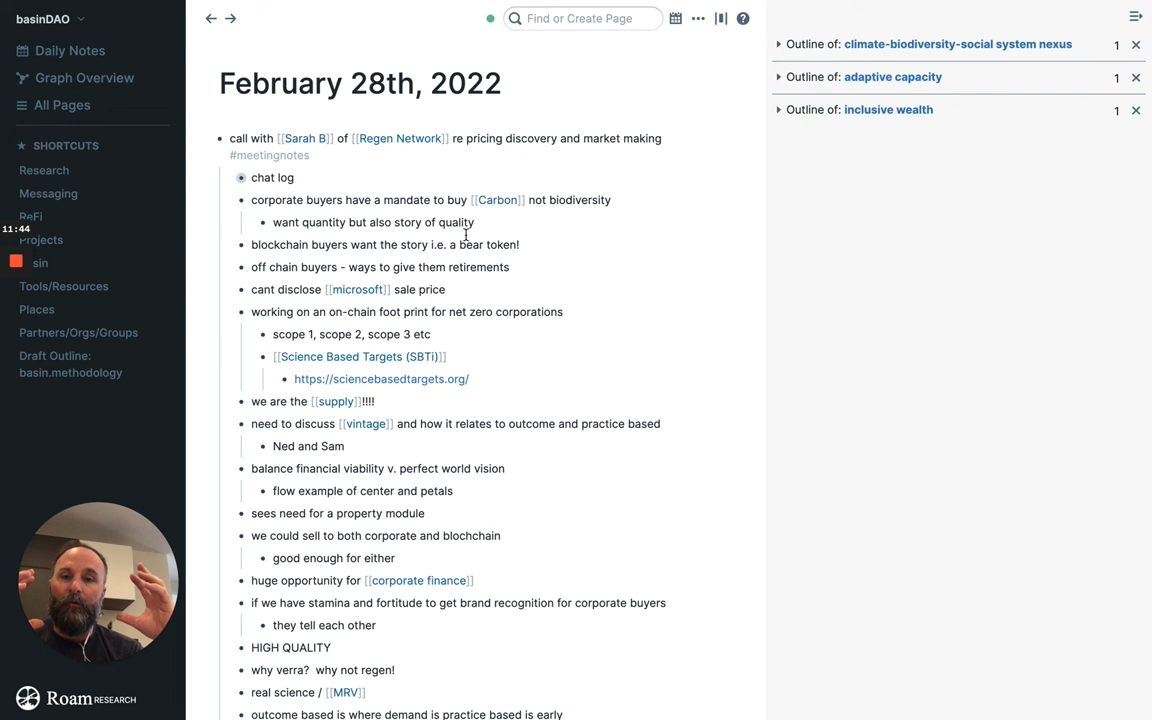 basinDAO
Daily Notes
Graph Overview
All Pages
SHORTCUTS
Research
Messaging
ReFi
11:44
Projects
sin
Tools/Resources
Places
Partners/Orgs/Groups
Draft Outline:
basin.methodology
Roam RESEARCH
Find or Create Page
February 28th, 2022
call with [[Sarah B]] of [[Regen Network]] re pricing discovery and market making
#meetingnotes
chat log
corporate buyers have a mandate to buy [[Carbon]] not biodiversity
want quantity but also story of quality
blockchain buyers want the story i.e. a bear token!
off chain buyers - ways to give them retirements
cant disclose [[microsoft]] sale price
working on an on-chain foot print for net zero corporations
scope 1, scope 2, scope 3 etc
[[Science Based Targets (SBTi)]]
https://sciencebasedtargets.org/
we are the [[supply]]!!!!
need to discuss [[vintage]] and how it relates to outcome and practice based
Ned and Sam
balance financial viability v. perfect world vision
flow example of center and petals
sees need for a property module
we could sell to both corporate and blochchain
good enough for either
huge opportunity for [[corporate finance]]
if we have stamina and fortitude to get brand recognition for corporate buyers
they tell each other
HIGH QUALITY
why verra? why not regen!
real science / [[MRV]]
outcome based is where demand is practice based is early
Outline of: climate-biodiversity-social system nexus 1
Outline of: adaptive capacity 1
Outline of: inclusive wealth 1